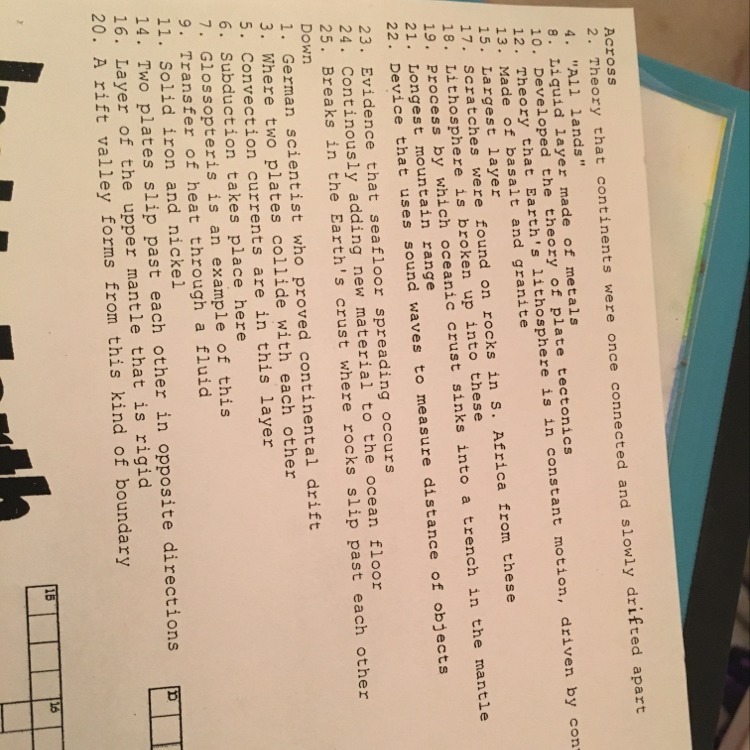 Across
2. Theory that continents were once connected and slowly drifted apart
4. "All lands"
8. Liquid layer made of metals
10. Developed the theory of plate tectonics
12. Theory that Earth's lithosphere is in constant motion, driven by
13. Made of basalt and granite
15. Largest layer
17. Scratches were found on rocks in S. Africa from these
18. Lithosphere is broken up into these
19. Process by which oceanic crust sinks into a trench in the mantle
21. Longest mountain range
22. Device that uses sound waves to measure distance of objects
23. Evidence that seafloor spreading occurs
24. Continously adding new material to the ocean floor
25. Breaks in the Earth's crust where rocks slip past each other
Down
1. German scientist who proved continental drift
3. Where two plates collide with each other
5. Convection currents are in this layer
6. Subduction takes place here
7. Glossopteris is an example of this
9. Transfer of heat through a fluid
11. Solid iron and nickel
14. Two plates slip past each other in opposite directions
16. Layer of the upper mantle that is rigid
20. A rift valley forms from this kind of boundary
10
15
16